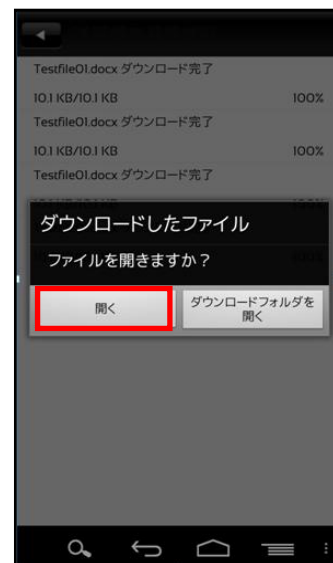 Testfile01.docx ダウンロード完了
10.1 KB/10.1 KB 100%
Testfile01.docx ダウンロード完了
10.1 KB/10.1 KB 100%
Testfile01.docx ダウンロード完了
ダウンロードしたファイル
ファイルを開きますか？
開く
ダウンロードフォルダを
開く